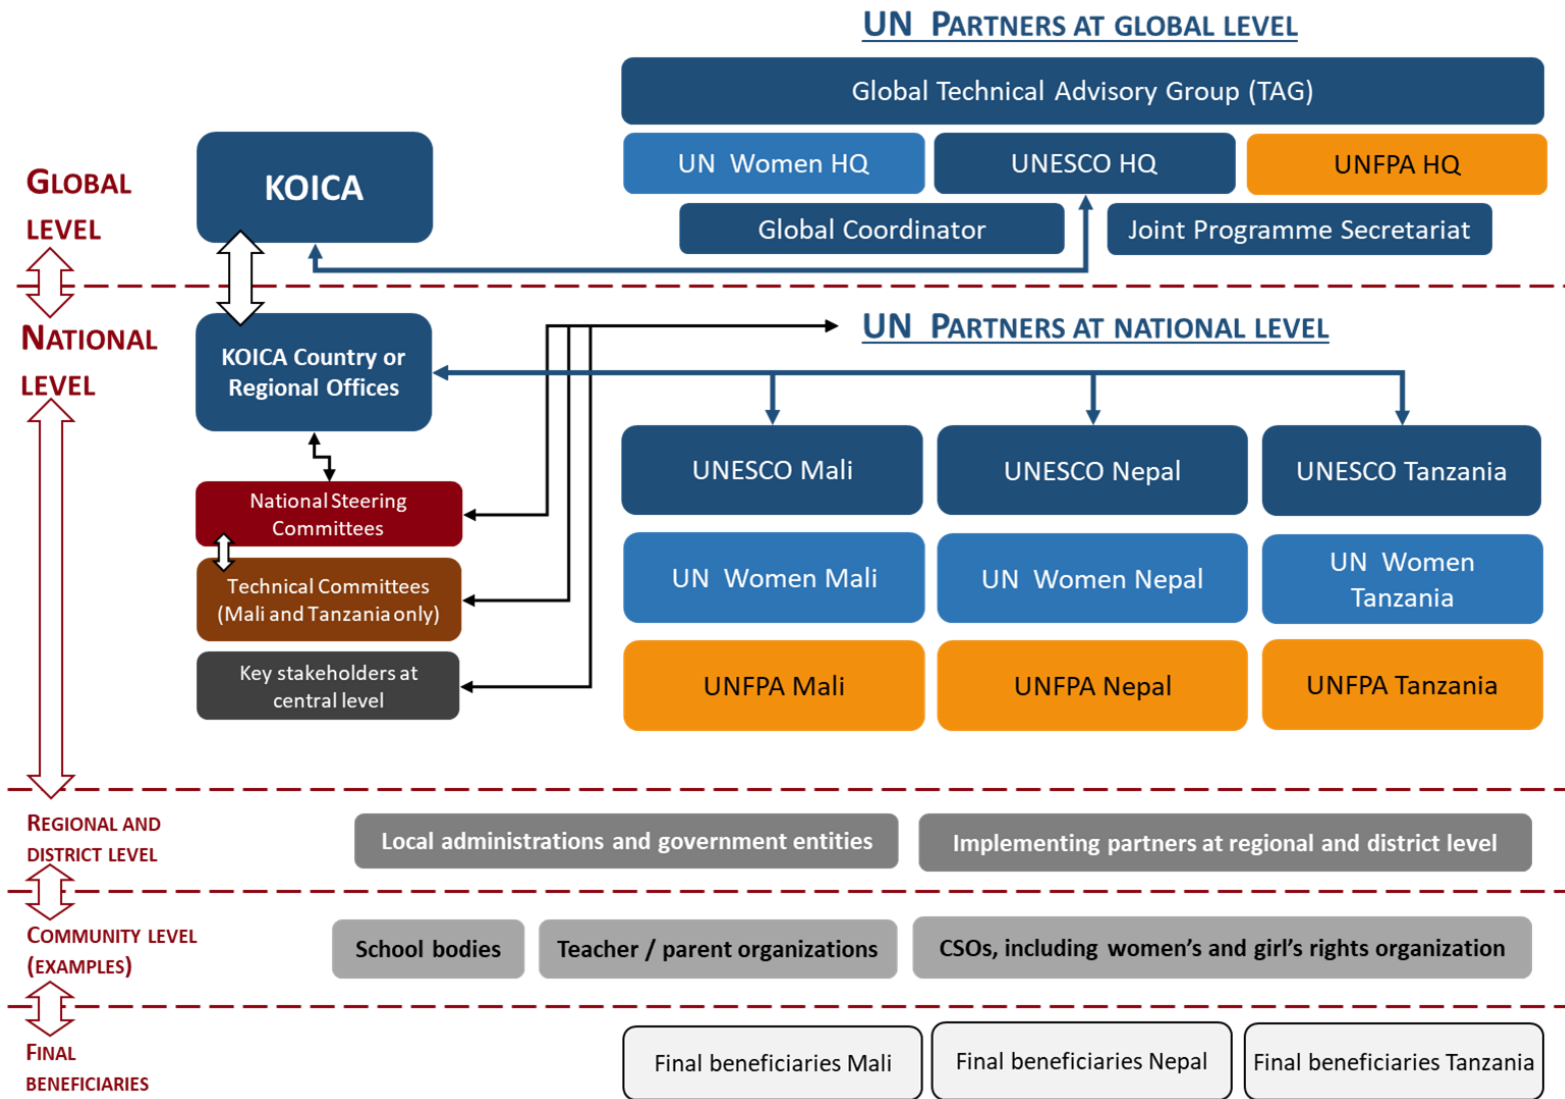 UN PARTNERS AT GLOBAL LEVEL
Global Technical Advisory Group (TAG)
UN Women HQ
UNESCO HQ
UNFPA HQ
Global Coordinator
Joint Programme Secretariat
GLOBAL
LEVEL
KOICA
NATIONAL
LEVEL
KOICA Country or
Regional Offices
UN PARTNERS AT NATIONAL LEVEL
National Steering
Committees
Technical Committees
(Mali and Tanzania only)
Key stakeholders at
central level
UNESCO Mali
UNESCO Nepal
UNESCO Tanzania
UN Women Mali
UN Women Nepal
UN Women
Tanzania
UNFPA Mali
UNFPA Nepal
UNFPA Tanzania
REGIONAL AND
DISTRICT LEVEL
Local administrations and government entities
Implementing partners at regional and district level
COMMUNITY LEVEL
(EXAMPLES)
School bodies
Teacher / parent organizations
CSOs, including women's and girl's rights organization
FINAL
BENEFICIARIES
Final beneficiaries Mali
Final beneficiaries Nepal
Final beneficiaries Tanzania